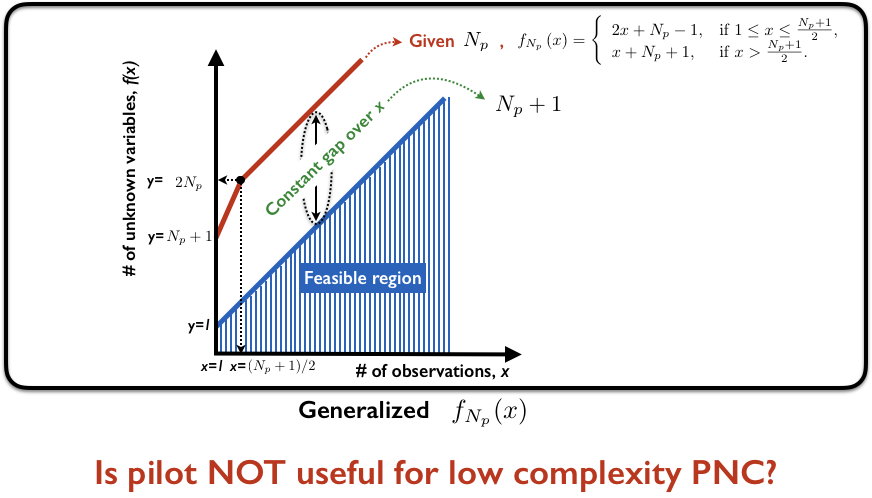 Given N_p , f_{N_p}(x) = { 2x + N_p − 1, if 1 ≤ x ≤ \frac{N_p+1}{2},
x + N_p + 1, if x > \frac{N_p+1}{2}.
# of unknown variables, f(x)
Constant gap over x
N_p + 1
y= 2N_p
y= N_p + 1
Feasible region
y=1
x=1 x= (N_p + 1)/2
# of observations, x
Generalized f_{N_p}(x)
Is pilot NOT useful for low complexity PNC?